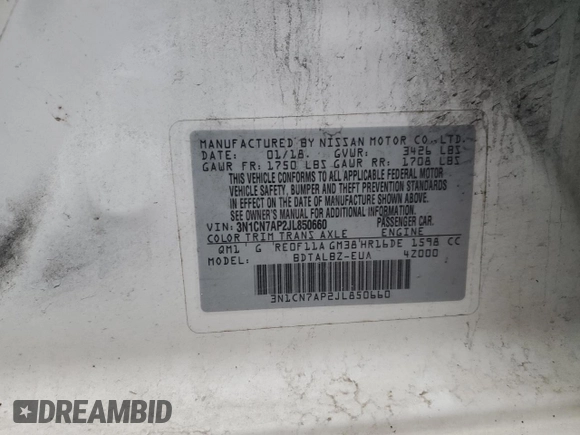 MANUFACTURED BY NISSAN MOTOR CO.,LTD.
DATE: 01/18. GVWR: 3426 LBS
GAWR FR: 1750 LBS GAWR RR: 1708 LBS
THIS VEHICLE CONFORMS TO ALL APPLICABLE FEDERAL MOTOR
VEHICLE SAFETY, BUMPER AND THEFT PREVENTION STANDARDS
IN EFFECT ON THE DATE OF MANUFACTURE SHOWN ABOVE.
SEE OWNER'S MANUAL FOR ADDITIONAL INFORMATION.
VIN: 3N1CN7AP2JL850660 PASSENGER CAR.
COLOR TRIM TRANS AXLE ENGINE
QM1 G RE0F11A GM38 HR16DE 1598 CC
MODEL: BDTALBZ-EUA 4Z000
3N1CN7AP2JL850660
DREAMBID